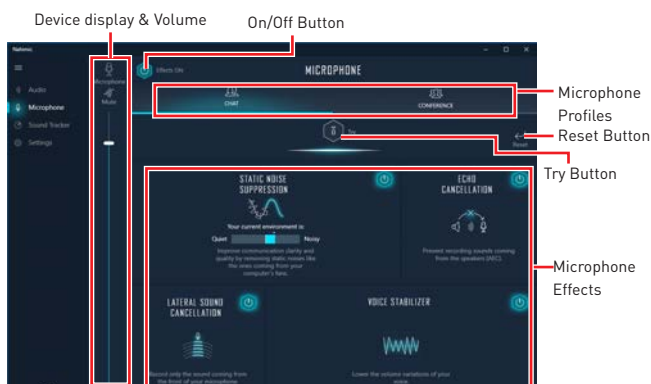 Device display & Volume
On/Off Button
Nahimic
Microphone
Effects On
MICROPHONE
Audio
Microphone
Mute
CHAT
CONFERENCE
Microphone
Profiles
Sound Tracker
Try
Reset Button
Settings
Reset
Try Button
STATIC NOISE
SUPPRESSION
ECHO
CANCELLATION
Your current environment is:
Quiet
Noisy
Improve communication clarity and
quality by removing static noises like
the ones coming from your
computer's fans.
Prevent recording sounds coming
from the speakers (AEC).
Microphone
Effects
LATERAL SOUND
CANCELLATION
VOICE STABILIZER
Record only the sound coming from
the front of your microphone
Lower the volume variations of your
voice.